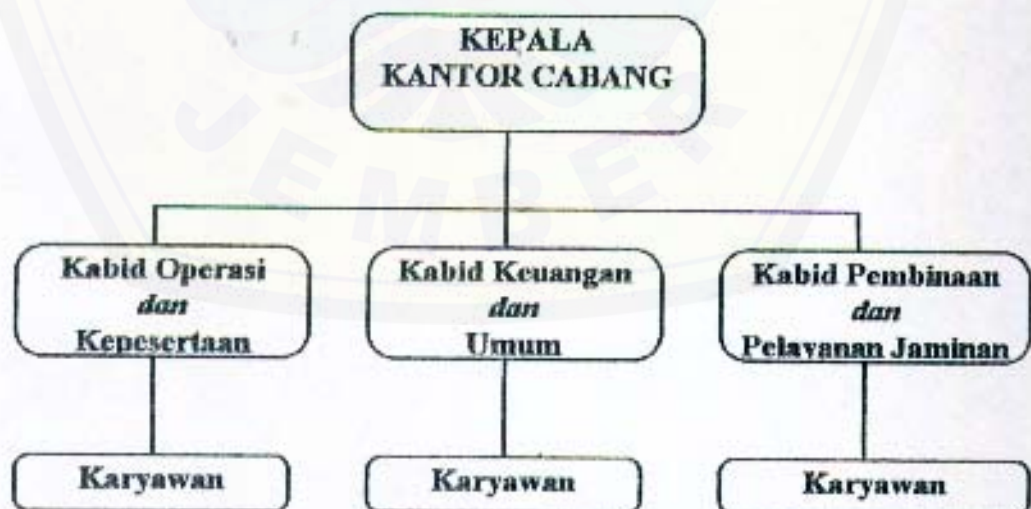 KEPALA
KANTOR CABANG
JEMBER
Kabid Operasi
dan
Kepesertaan
Kabid Keuangan
dan
Umum
Kabid Pembinaan
dan
Pelayanan Jaminan
Karyawan
Karyawan
Karyawan